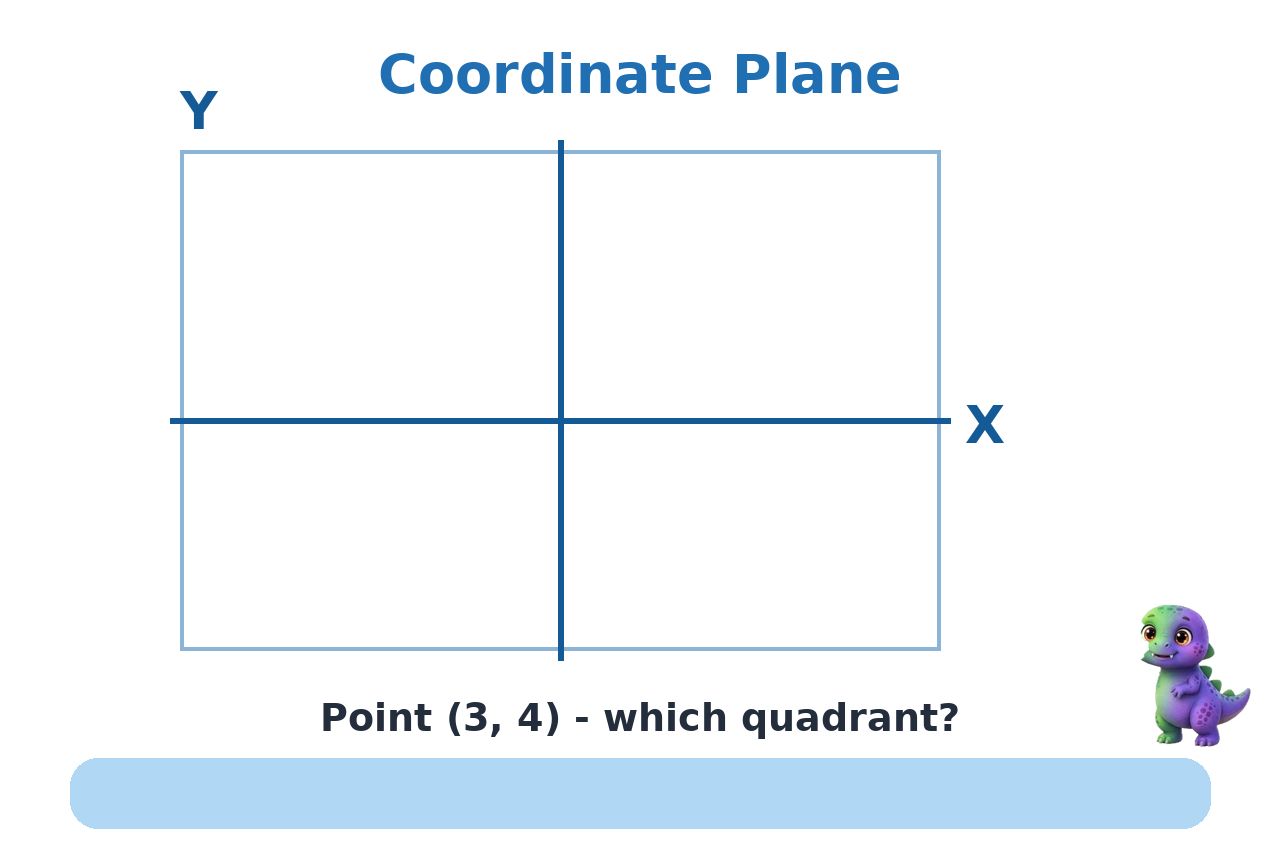 Coordinate Plane
Y
X
Point (3, 4) - which quadrant?